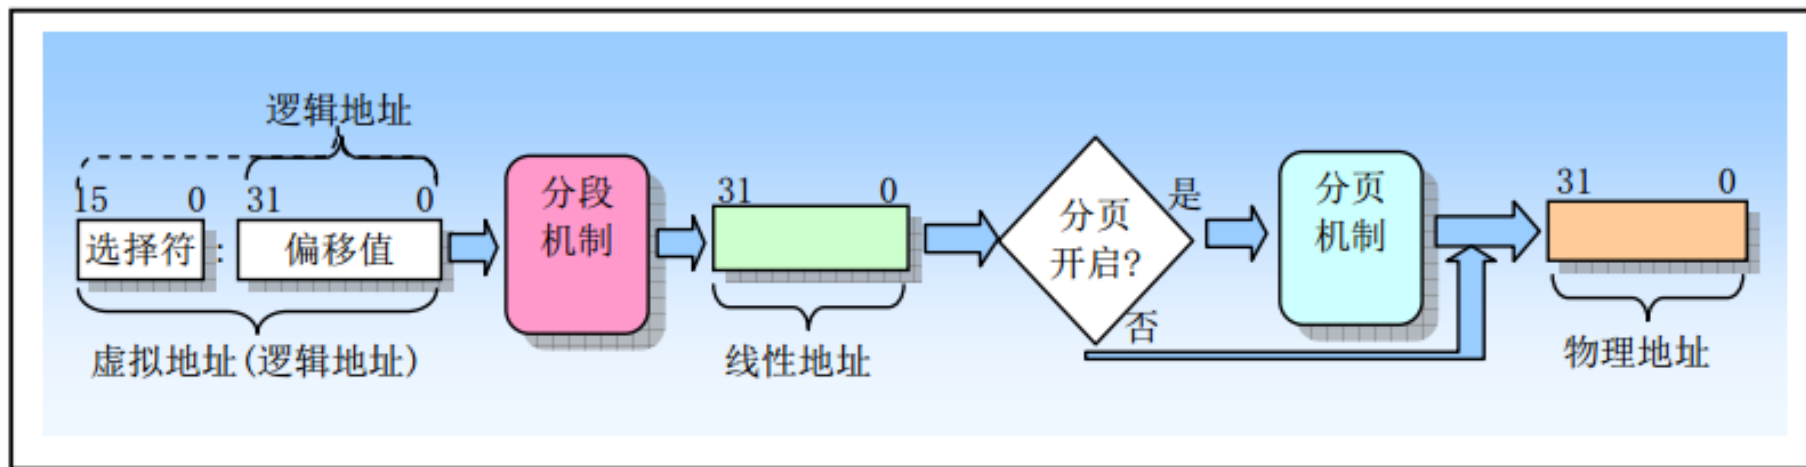 逻辑地址
15 0 31 0
选择符 : 偏移值
虚拟地址(逻辑地址)
分段
机制
31 0
线性地址
分页
开启?
是
否
分页
机制
31 0
物理地址